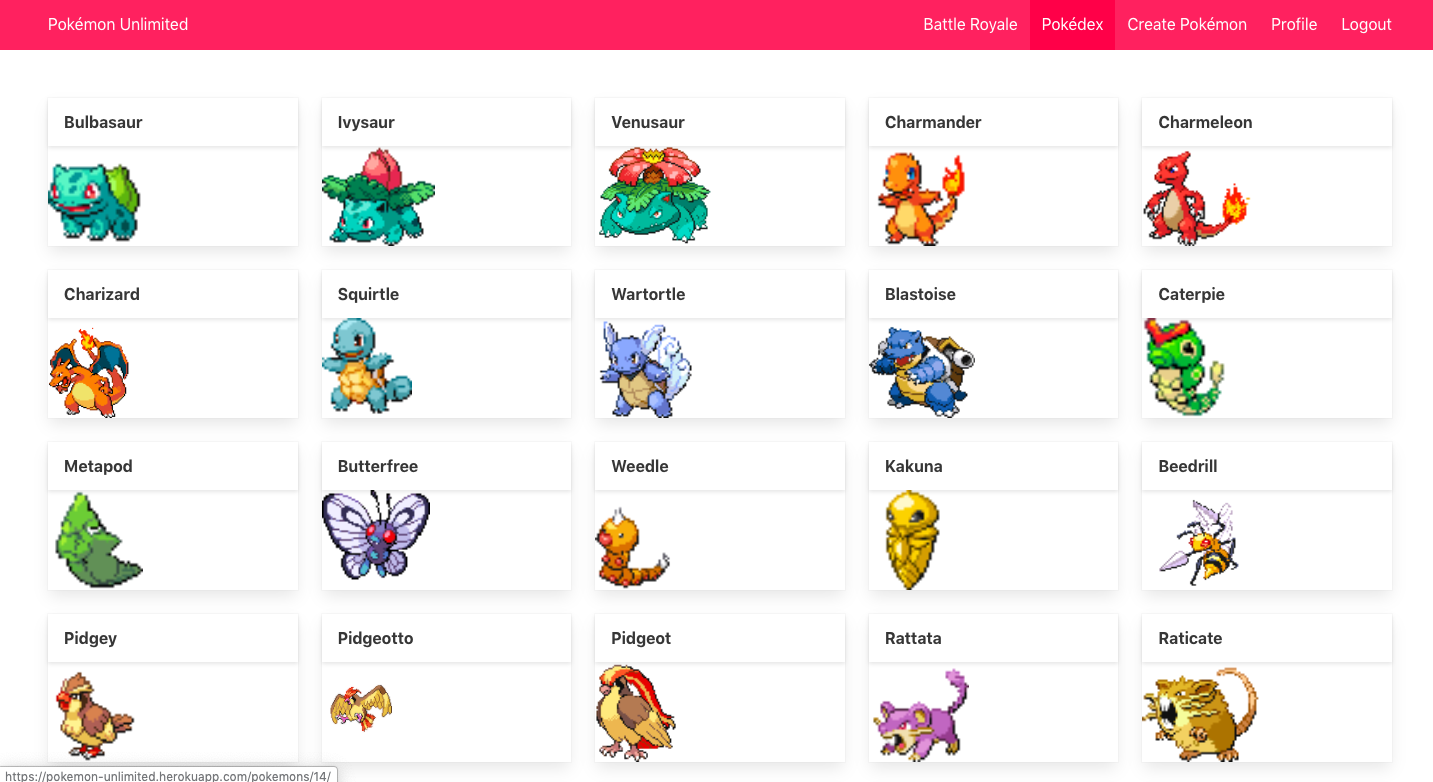 Pokémon Unlimited Battle Royale Pokédex Create Pokémon Profile Logout
Bulbasaur Ivysaur Venusaur Charmander Charmeleon
Charizard Squirtle Wartortle Blastoise Caterpie
Metapod Butterfree Weedle Kakuna Beedrill
Pidgey Pidgeotto Pidgeot Rattata Raticate
https://pokemon-unlimited.herokuapp.com/pokemons/14/